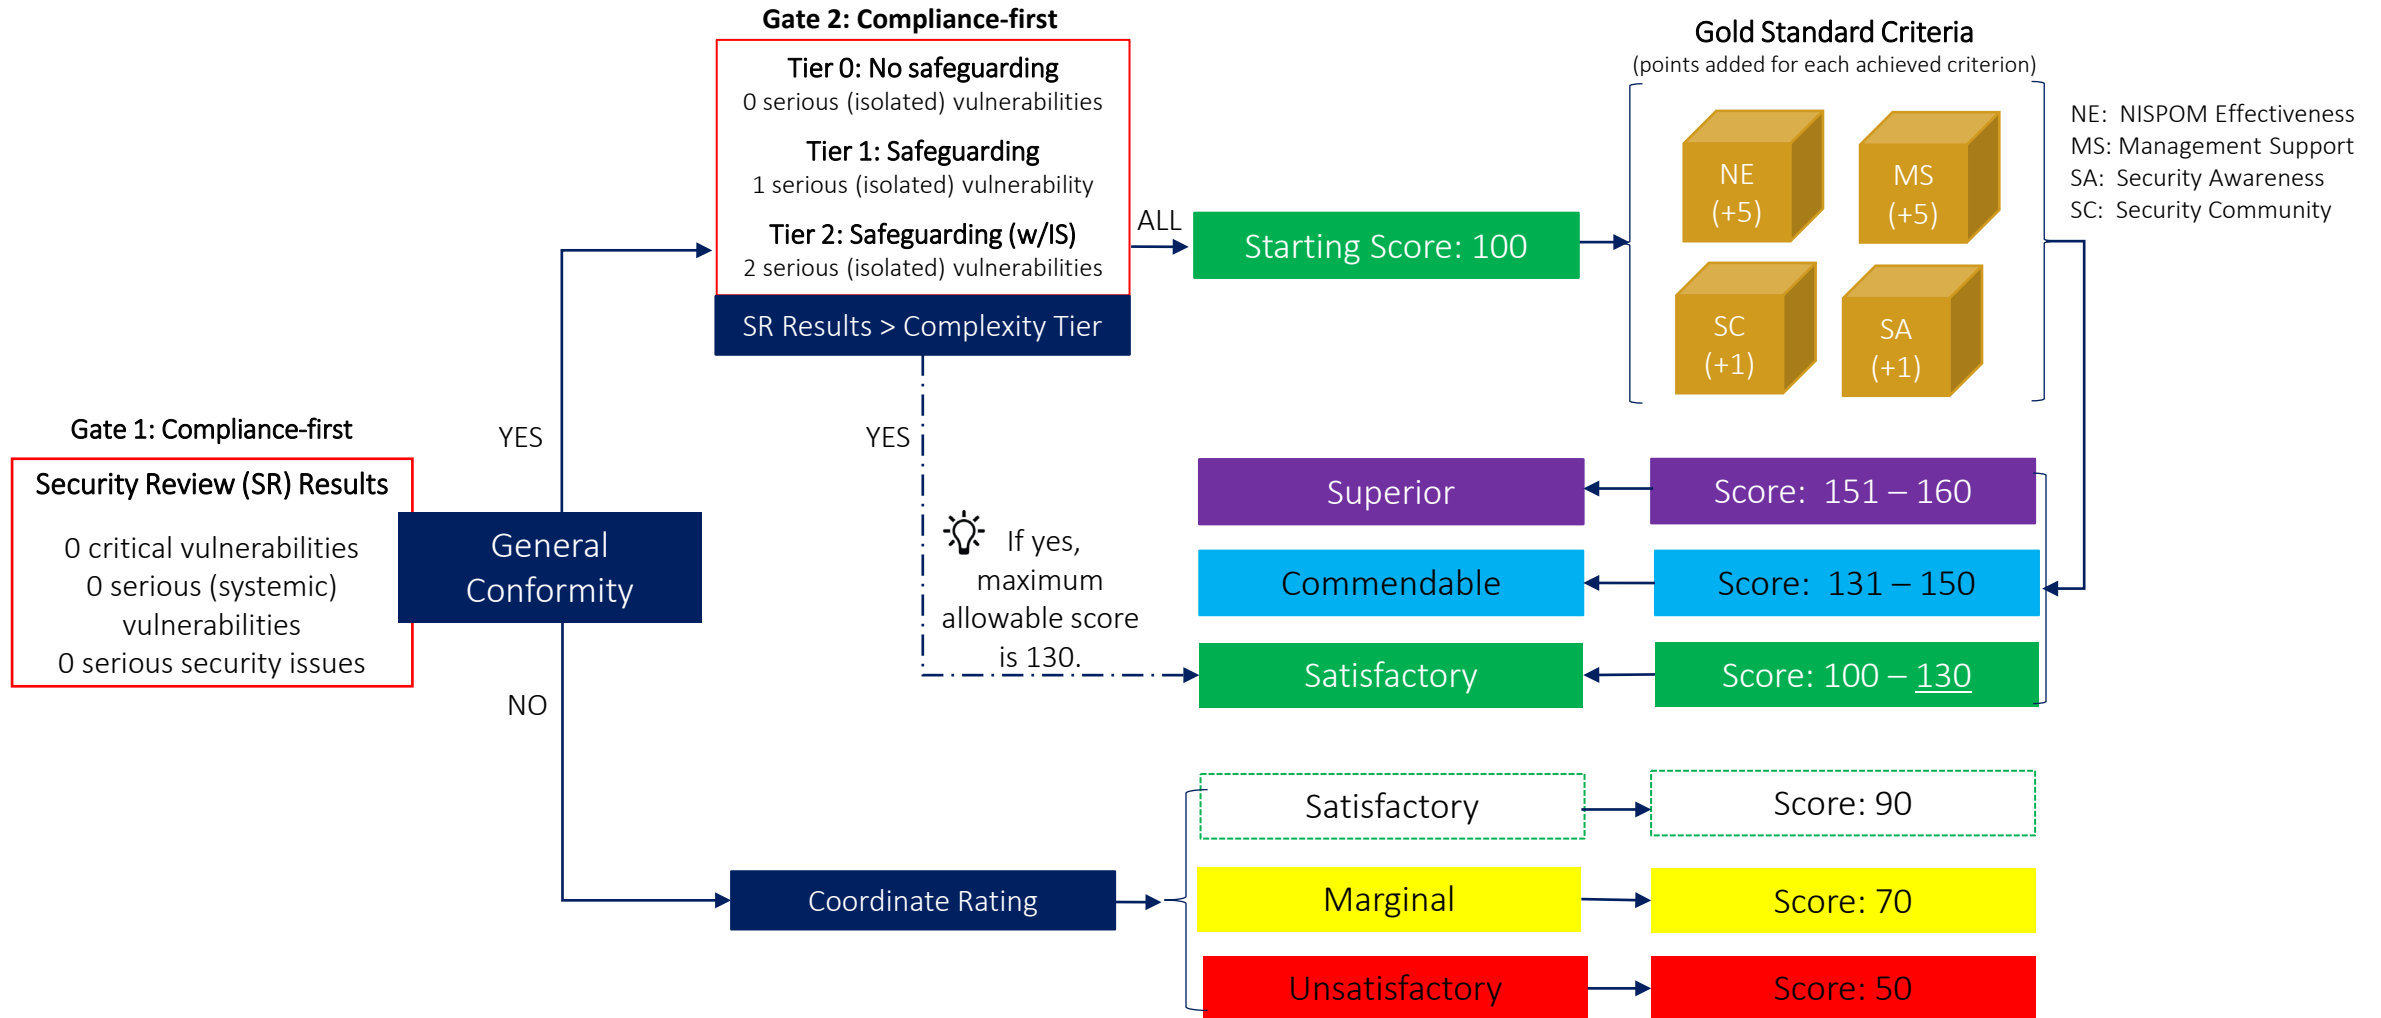 Gate 2: Compliance-first
Tier 0: No safeguarding
0 serious (isolated) vulnerabilities
Tier 1: Safeguarding
1 serious (isolated) vulnerability
Tier 2: Safeguarding (w/IS)
2 serious (isolated) vulnerabilities
SR Results > Complexity Tier
ALL
Starting Score: 100
Gold Standard Criteria
(points added for each achieved criterion)
NE
(+5)
MS
(+5)
SC
(+1)
SA
(+1)
NE: NISPOM Effectiveness
MS: Management Support
SA: Security Awareness
SC: Security Community
Gate 1: Compliance-first
Security Review (SR) Results
0 critical vulnerabilities
0 serious (systemic)
vulnerabilities
0 serious security issues
General
Conformity
YES
NO
YES
If yes,
maximum
allowable score
is 130.
Superior
Score: 151 – 160
Commendable
Score: 131 – 150
Satisfactory
Score: 100 – 130
Coordinate Rating
Satisfactory
Score: 90
Marginal
Score: 70
Unsatisfactory
Score: 50